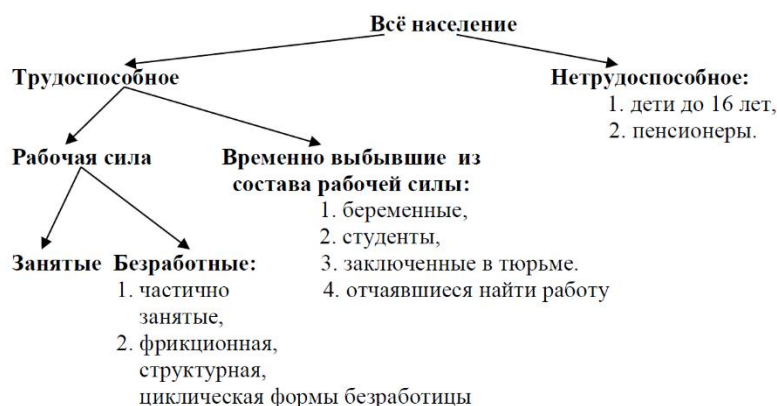 Всё население
Трудоспособное
Нетрудоспособное:
1. дети до 16 лет,
2. пенсионеры.
Рабочая сила
Временно выбывшие из
состава рабочей силы:
1. беременные,
2. студенты,
3. заключенные в тюрьме.
4. отчаявшиеся найти работу
Занятые
Безработные:
1. частично
занятые,
2. фрикционная,
структурная,
циклическая формы безработицы